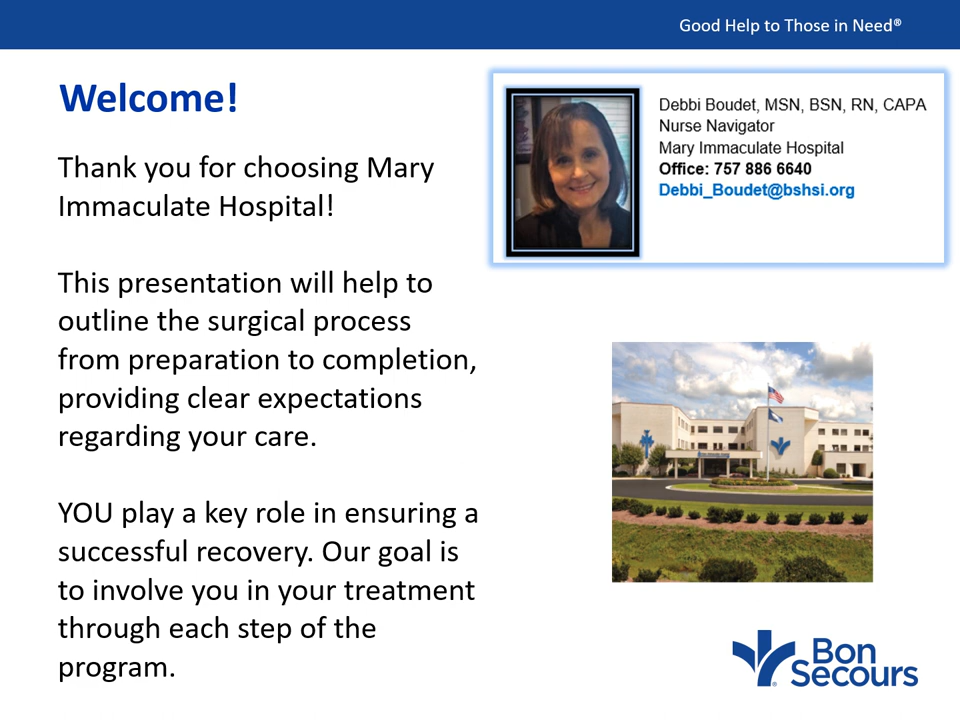 Good Help to Those in Need®
Welcome!
Thank you for choosing Mary
Immaculate Hospital!
This presentation will help to
outline the surgical process
from preparation to completion,
providing clear expectations
regarding your care.
YOU play a key role in ensuring a
successful recovery. Our goal is
to involve you in your treatment
through each step of the
program.
Debbi Boudet, MSN, BSN, RN, CAPA
Nurse Navigator
Mary Immaculate Hospital
Office: 757 886 6640
Debbi_Boudet@bshsi.org
Bon
Secours